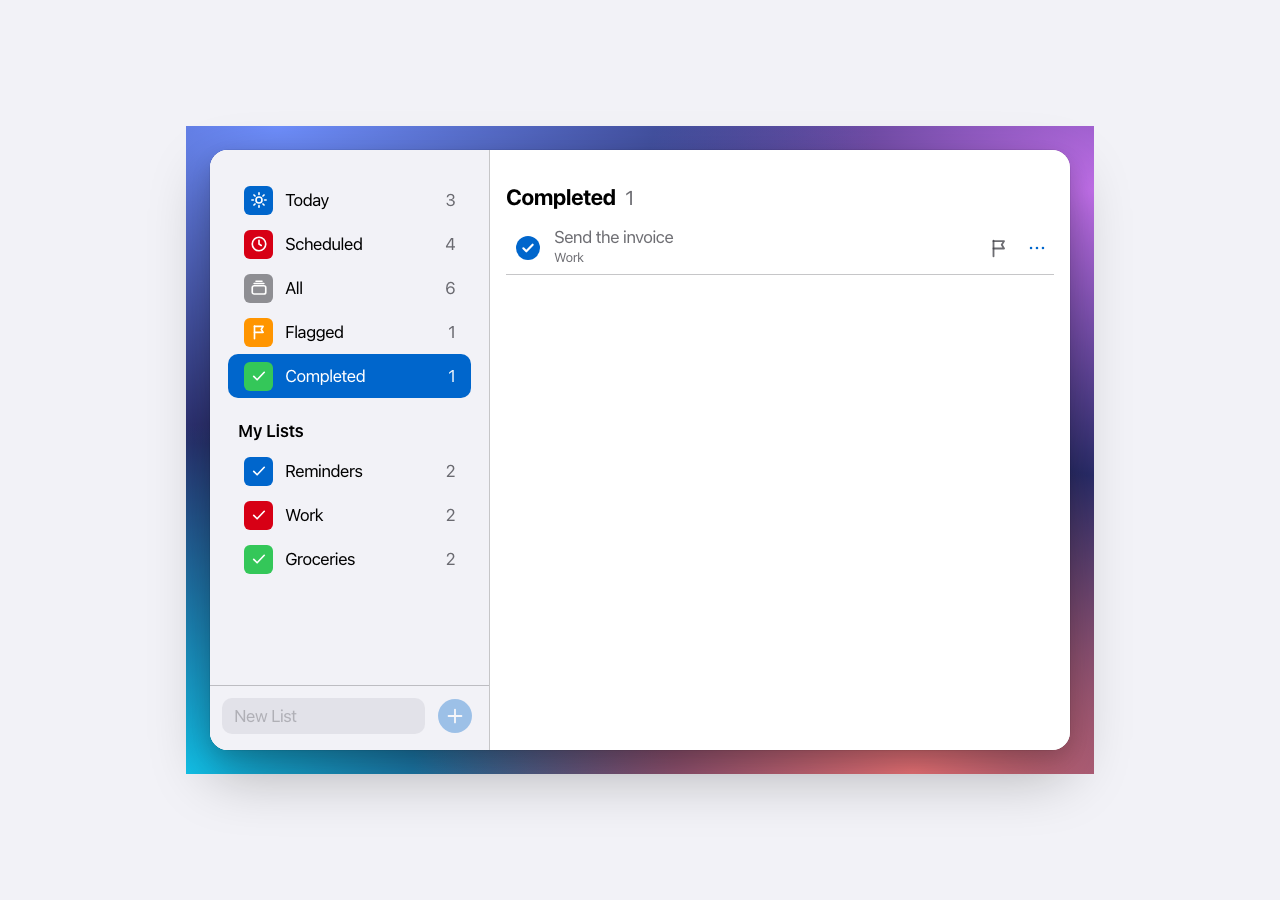 Today 3
Scheduled 4
All 6
Flagged 1
Completed 1
My Lists
Reminders 2
Work 2
Groceries 2
New List
Completed 1
Send the invoice
Work